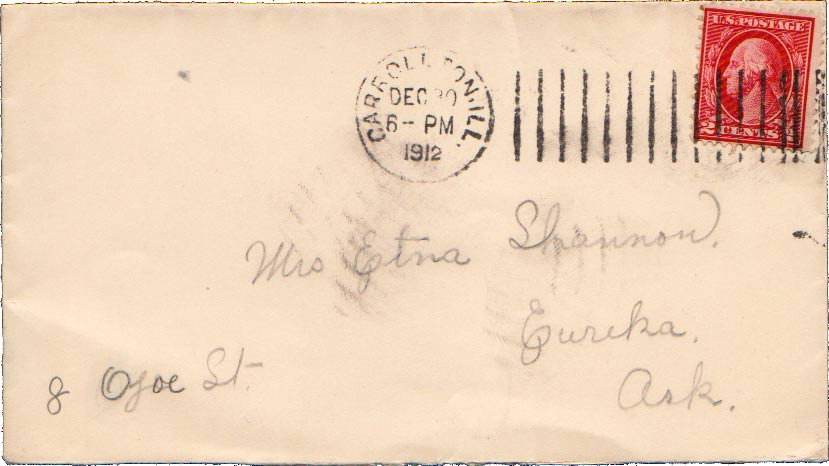 CARROLLTON, ILL.
DEC 30
6- PM
1912
U.S. POSTAGE
2 CENTS
Mrs Etna Shannon.
Eureka.
Ark.
8 Ojoe St.